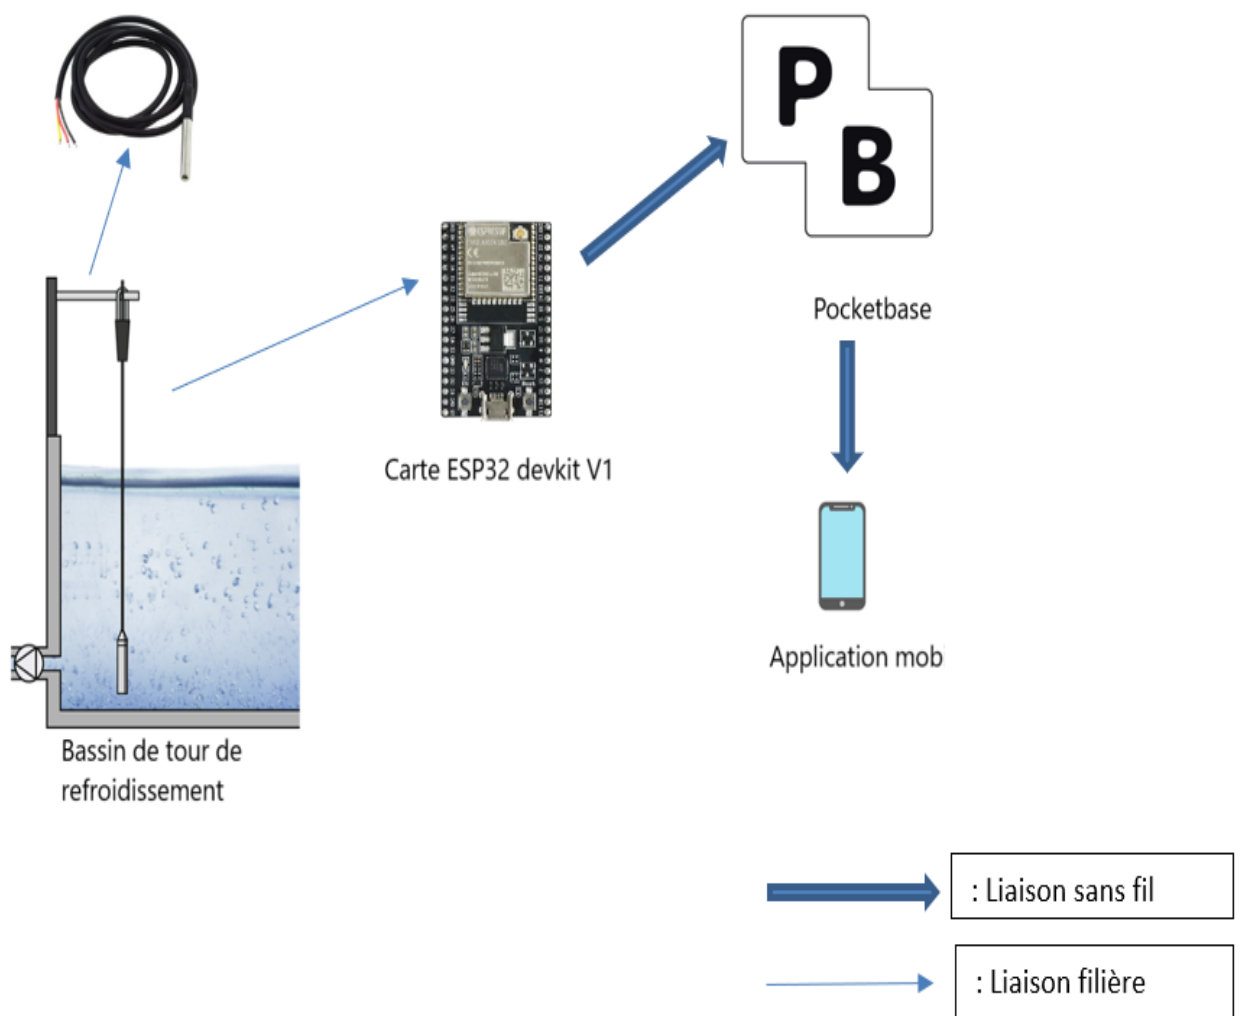 P
B
Pocketbase
Carte ESP32 devkit V1
Application mob
Bassin de tour de
refroidissement
: Liaison sans fil
: Liaison filière